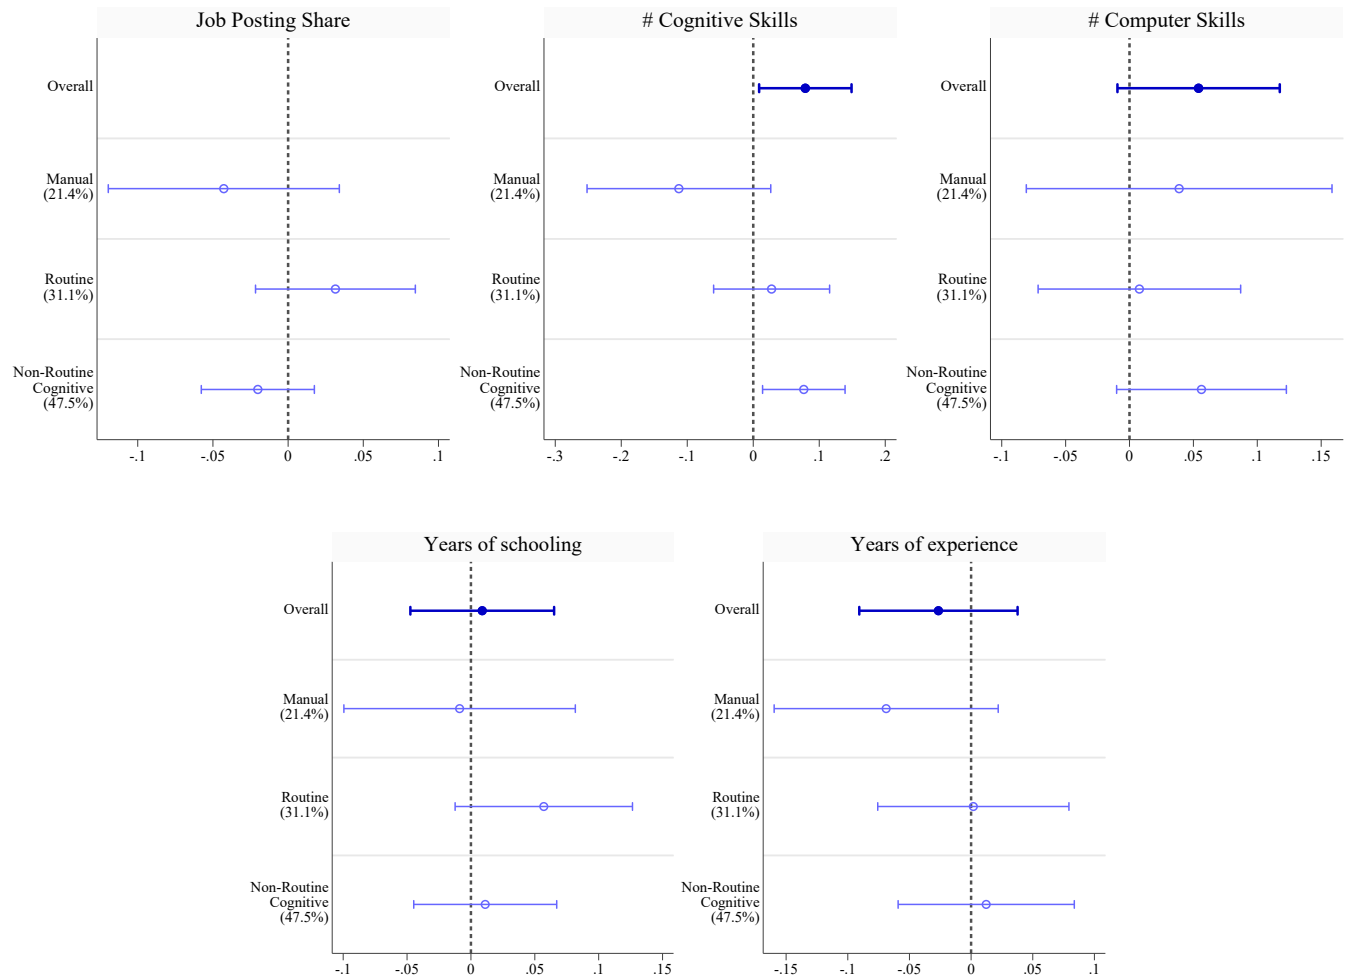 Job Posting Share
Overall
Manual
(21.4%)
Routine
(31.1%)
Non-Routine
Cognitive
(47.5%)
-.1 -.05 0 .05 .1
# Cognitive Skills
Overall
Manual
(21.4%)
Routine
(31.1%)
Non-Routine
Cognitive
(47.5%)
-.3 -.2 -.1 0 .1 .2
# Computer Skills
Overall
Manual
(21.4%)
Routine
(31.1%)
Non-Routine
Cognitive
(47.5%)
-.1 -.05 0 .05 .1 .15
Years of schooling
Overall
Manual
(21.4%)
Routine
(31.1%)
Non-Routine
Cognitive
(47.5%)
-.1 -.05 0 .05 .1 .15
Years of experience
Overall
Manual
(21.4%)
Routine
(31.1%)
Non-Routine
Cognitive
(47.5%)
-.15 -.1 -.05 0 .05 .1